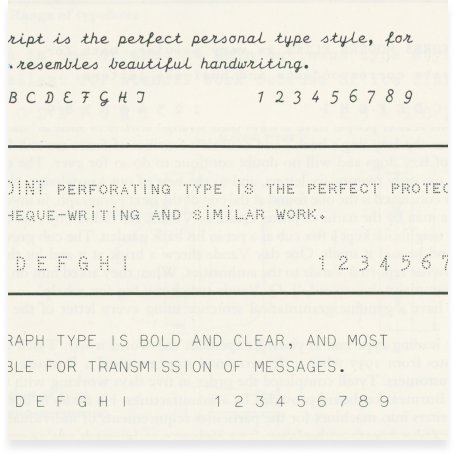 ript is the perfect personal type style, for
resembles beautiful handwriting.
B C D E F G H I 1 2 3 4 5 6 7 8 9
OINT PERFORATiNG TYPE iS THE PERFECT PROTEC
HEQUE-WRiTiNG AND SiMiLAR WORK.
D E F G H I 1 2 3 4 5 6 7
RAPH TYPE IS BOLD AND CLEAR, AND MOST
BLE FOR TRANSMISSION OF MESSAGES.
D E F G H I 1 2 3 4 5 6 7 8 9